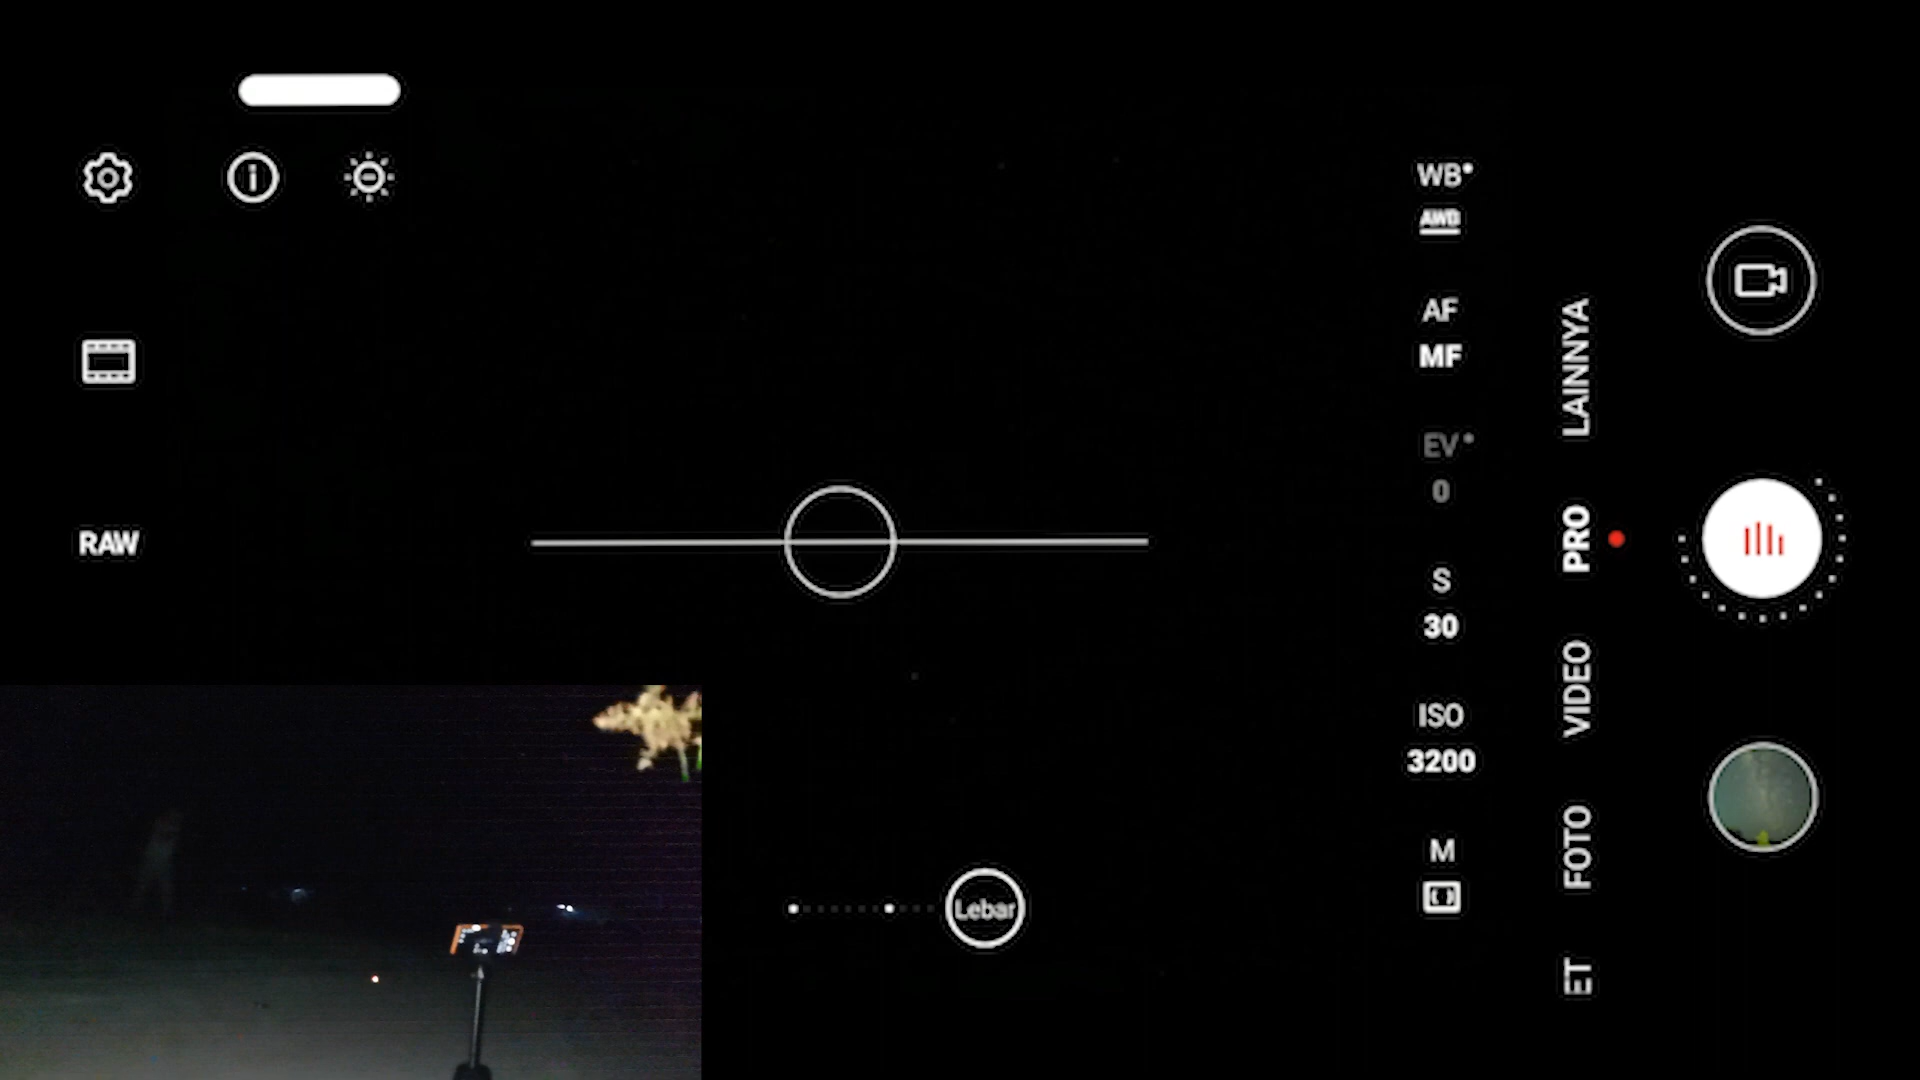 RAW
WB
AWB
AF
MF
EV
0
S
30
ISO
3200
M
Lebar
LAINNYA
PRO
VIDEO
FOTO
ET